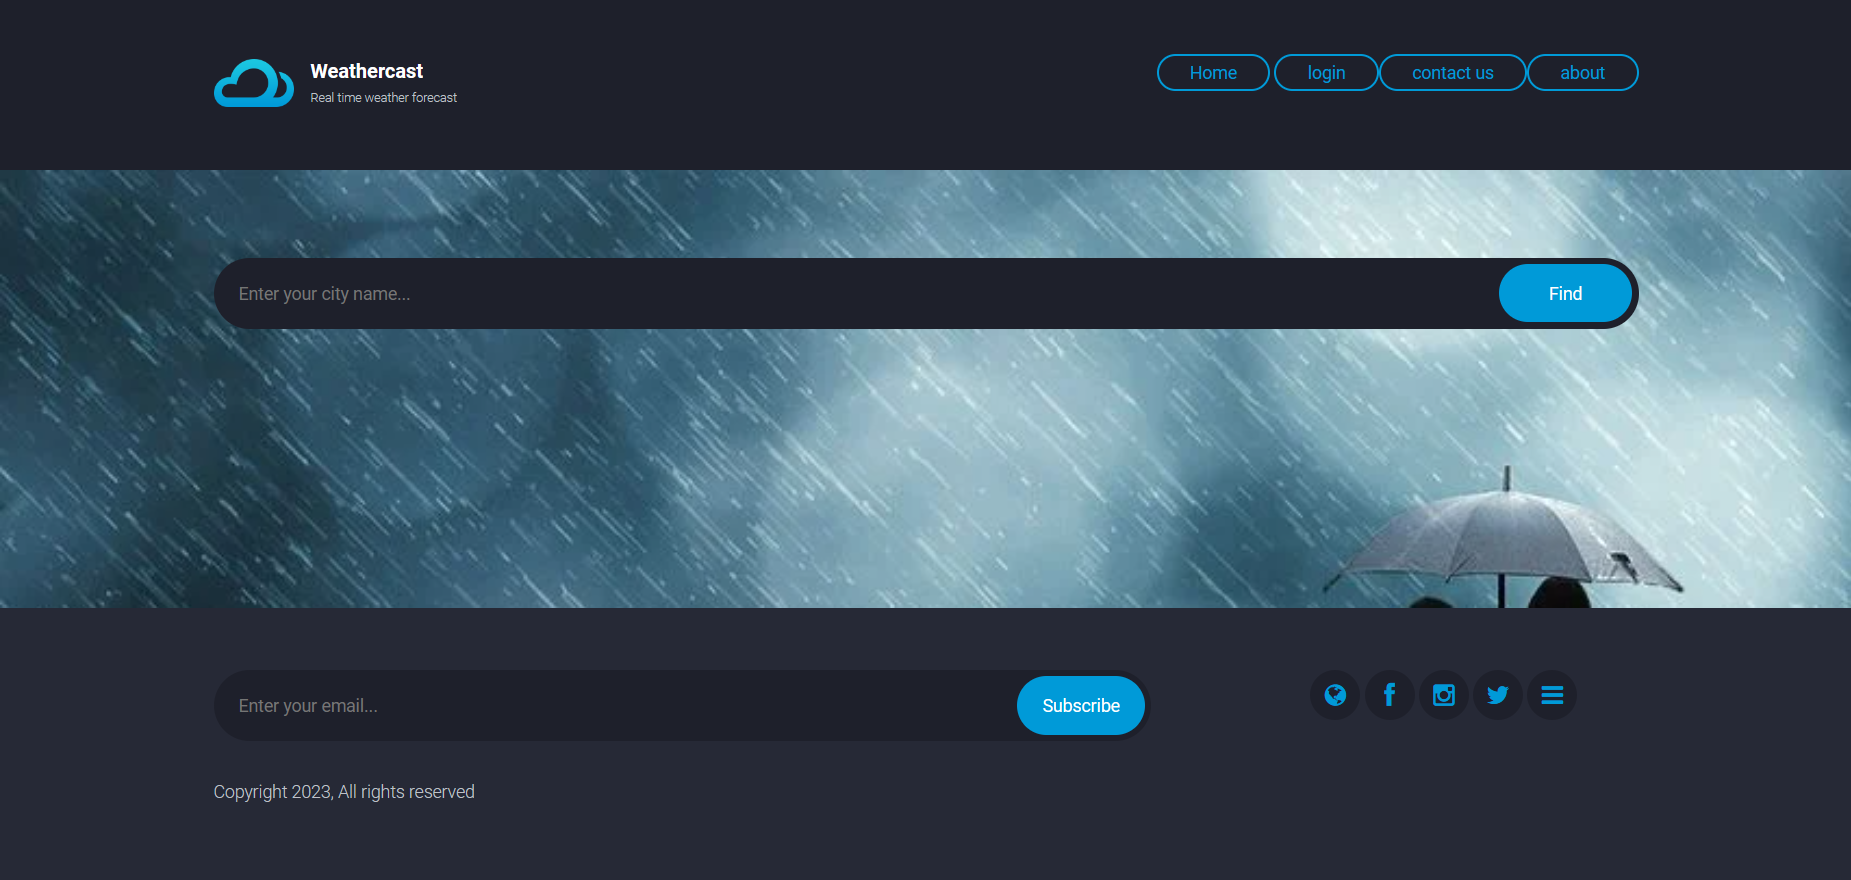 Weathercast
Real time weather forecast
Home login contact us about
Enter your city name...
Find
Enter your email...
Subscribe
Copyright 2023, All rights reserved